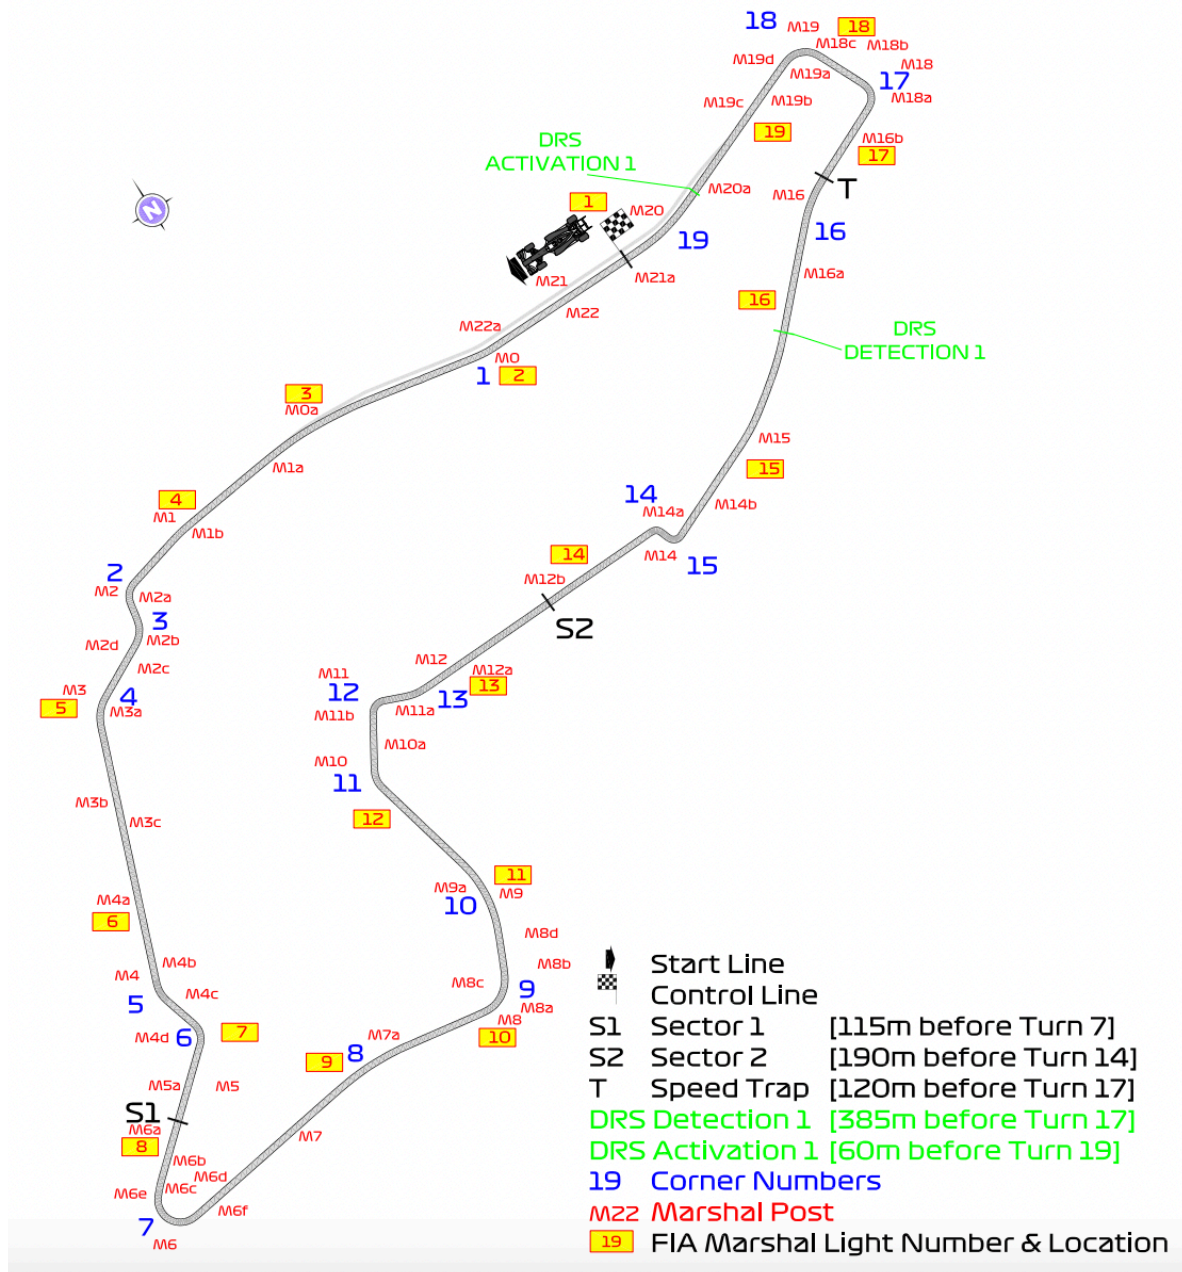 18
M19
18
M18c
M18b
M19d
M18
M19a
17
M18a
M19c
M19b
19
M16b
17
DRS
ACTIVATION 1
M20a
M16
T
1
M20
19
16
M21a
M21
M16a
16
M22
M22a
DRS
DETECTION 1
M0
1
2
3
M0a
M15
M1a
15
4
M1
M1b
14
M14a
M14b
14
M14
15
2
M12b
M2
M2a
3
S2
M2d
M2b
M12
M2c
M11
M12a
13
M3
4
12
13
5
M3a
M11b
M11a
M10a
M10
11
M3b
M3c
12
11
M9a
M9
M4a
10
6
M8d
M4b
M8b
M4
M8c
9
M4c
5
M8a
M8
M4d
6
7
M7a
10
8
9
M5a
M5
S1
M6a
8
M7
M6b
M6d
M6e
M6c
M6f
7
M6
Start Line
Control Line
S1 Sector 1 [115m before Turn 7]
S2 Sector 2 [190m before Turn 14]
T Speed Trap [120m before Turn 17]
DRS Detection 1 [385m before Turn 17]
DRS Activation 1 [60m before Turn 19]
19 Corner Numbers
M22 Marshal Post
19 FIA Marshal Light Number & Location
N